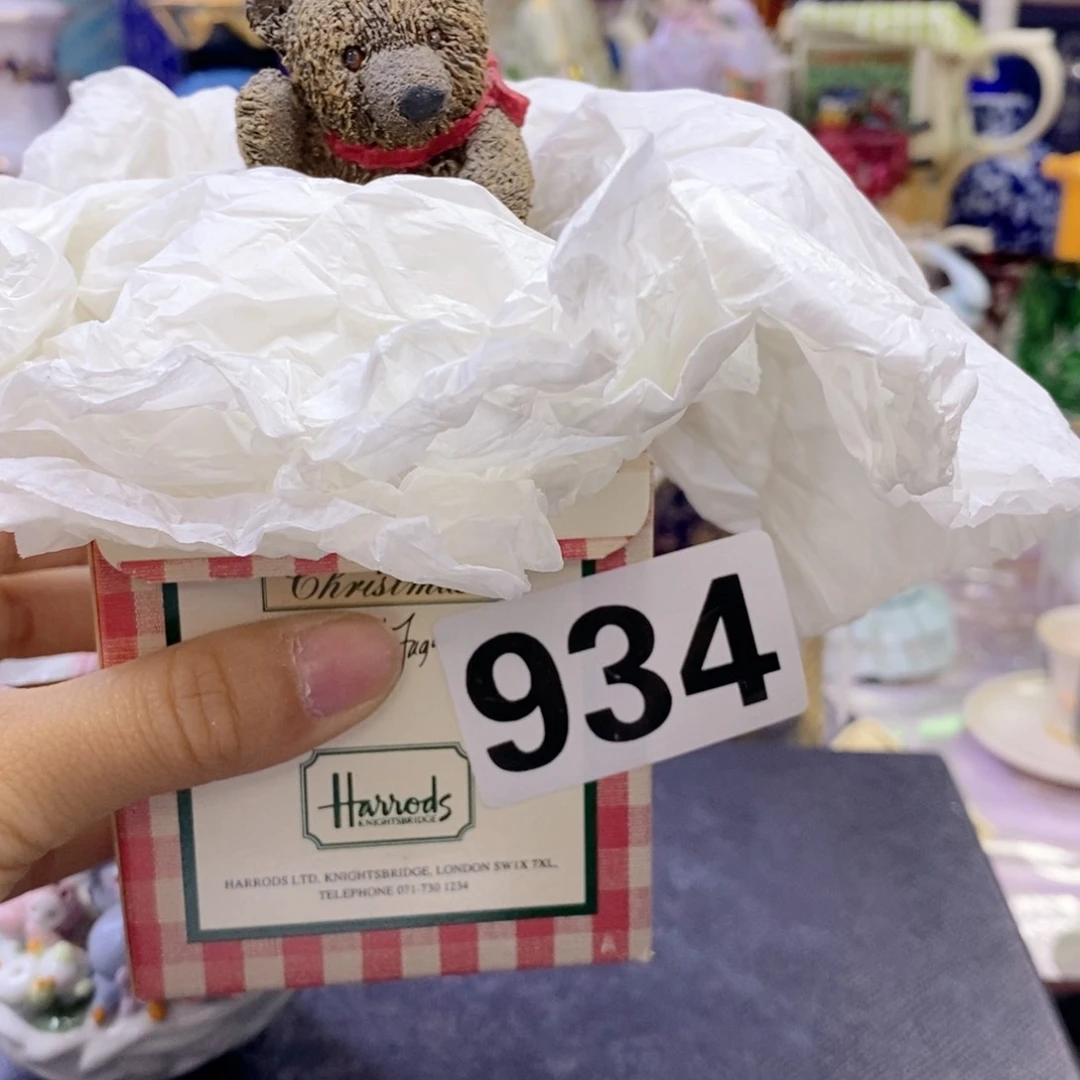 934
Harrods
KNIGHTSBRIDGE
HARRODS LTD, KNIGHTSBRIDGE, LONDON SW1X 7XL,
TELEPHONE 071-730 1234